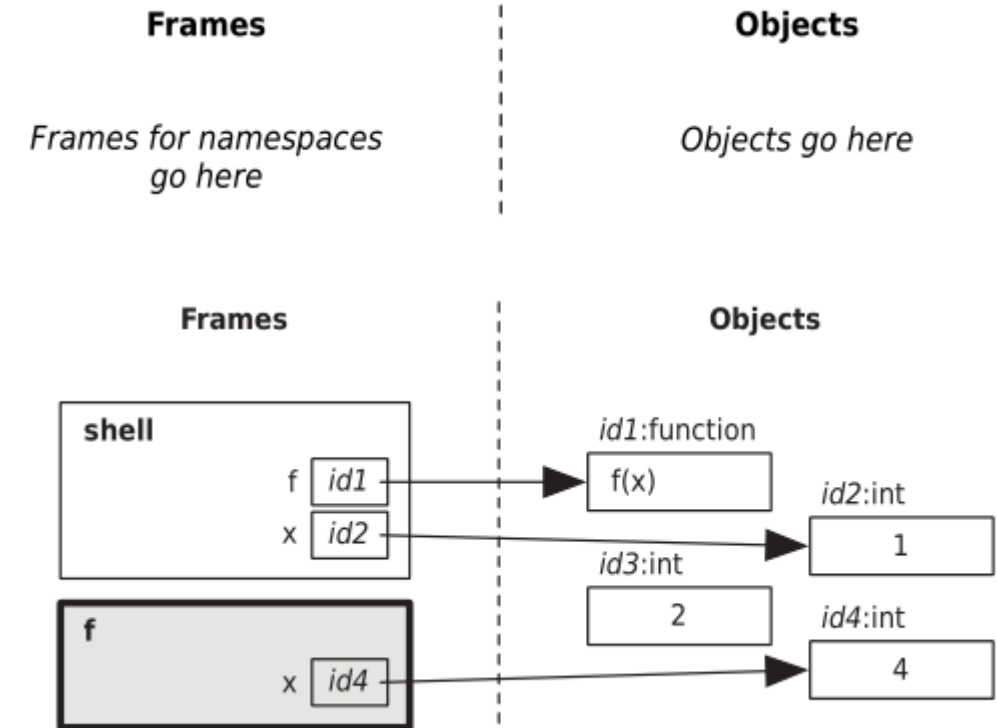 Frames
Objects
Frames for namespaces
go here
Objects go here
Frames
Objects
shell
f id1
x id2
id1:function
f(x)
id2:int
1
id3:int
2
f
x id4
id4:int
4